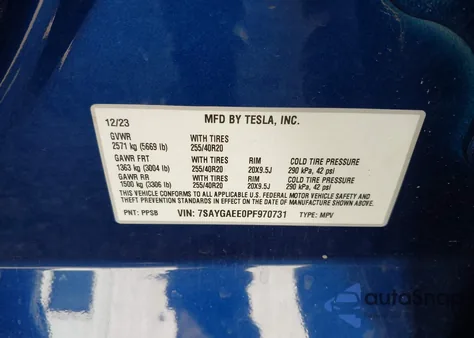 12/23 MFD BY TESLA, INC.
GVWR WITH TIRES
2571 kg (5669 lb) 255/40R20
GAWR FRT WITH TIRES RIM COLD TIRE PRESSURE
1363 kg (3004 lb) 255/40R20 20X9.5J 290 kPa, 42 psi
GAWR RR WITH TIRES RIM COLD TIRE PRESSURE
1500 kg (3306 lb) 255/40R20 20X9.5J 290 kPa, 42 psi
THIS VEHICLE CONFORMS TO ALL APPLICABLE U.S. FEDERAL MOTOR VEHICLE SAFETY AND
THEFT PREVENTION STANDARDS IN EFFECT ON THE DATE OF MANUFACTURE SHOWN ABOVE.
PNT: PPSB VIN: 7SAYGAEE0PF970731 TYPE: MPV
autoSnap